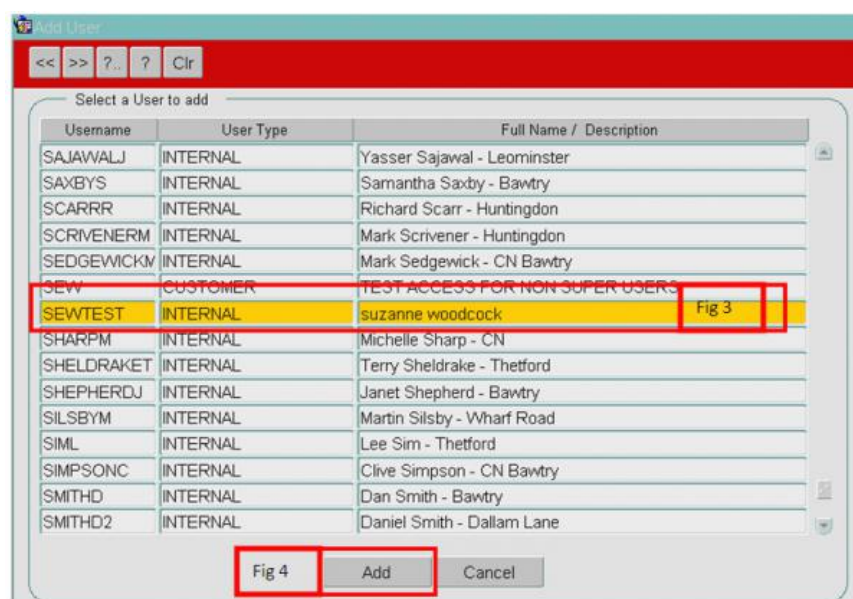 Add User
<< >> ?.. ? Clr
Select a User to add
Username User Type Full Name / Description
SAJAWALJ INTERNAL Yasser Sajawal - Leominster
SAXBYS INTERNAL Samantha Saxby - Bawtry
SCARRR INTERNAL Richard Scarr - Huntingdon
SCRIVENERM INTERNAL Mark Scrivener - Huntingdon
SEDGEWICKM INTERNAL Mark Sedgewick - CN Bawtry
SEW CUSTOMER TEST ACCESS FOR NON SUPER USERS
SEWTEST INTERNAL suzanne woodcock Fig 3
SHARPM INTERNAL Michelle Sharp - CN
SHELDRAKET INTERNAL Terry Sheldrake - Thetford
SHEPHERDJ INTERNAL Janet Shepherd - Bawtry
SILSBYM INTERNAL Martin Silsby - Wharf Road
SIML INTERNAL Lee Sim - Thetford
SIMPSONC INTERNAL Clive Simpson - CN Bawtry
SMITHD INTERNAL Dan Smith - Bawtry
SMITHD2 INTERNAL Daniel Smith - Dallam Lane
Fig 4 Add Cancel